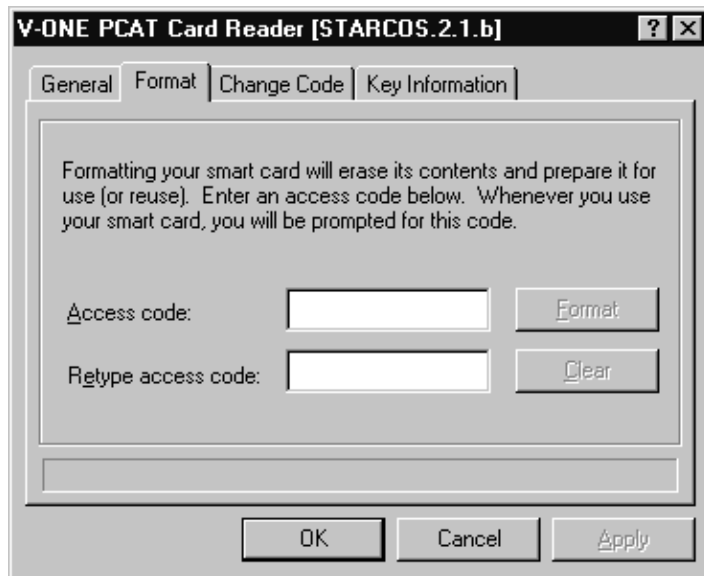 V-ONE PCAT Card Reader [STARCOS.2.1.b]
General Format Change Code Key Information
Formatting your smart card will erase its contents and prepare it for
use (or reuse). Enter an access code below. Whenever you use
your smart card, you will be prompted for this code.
Access code: Format
Retype access code: Clear
OK Cancel Apply